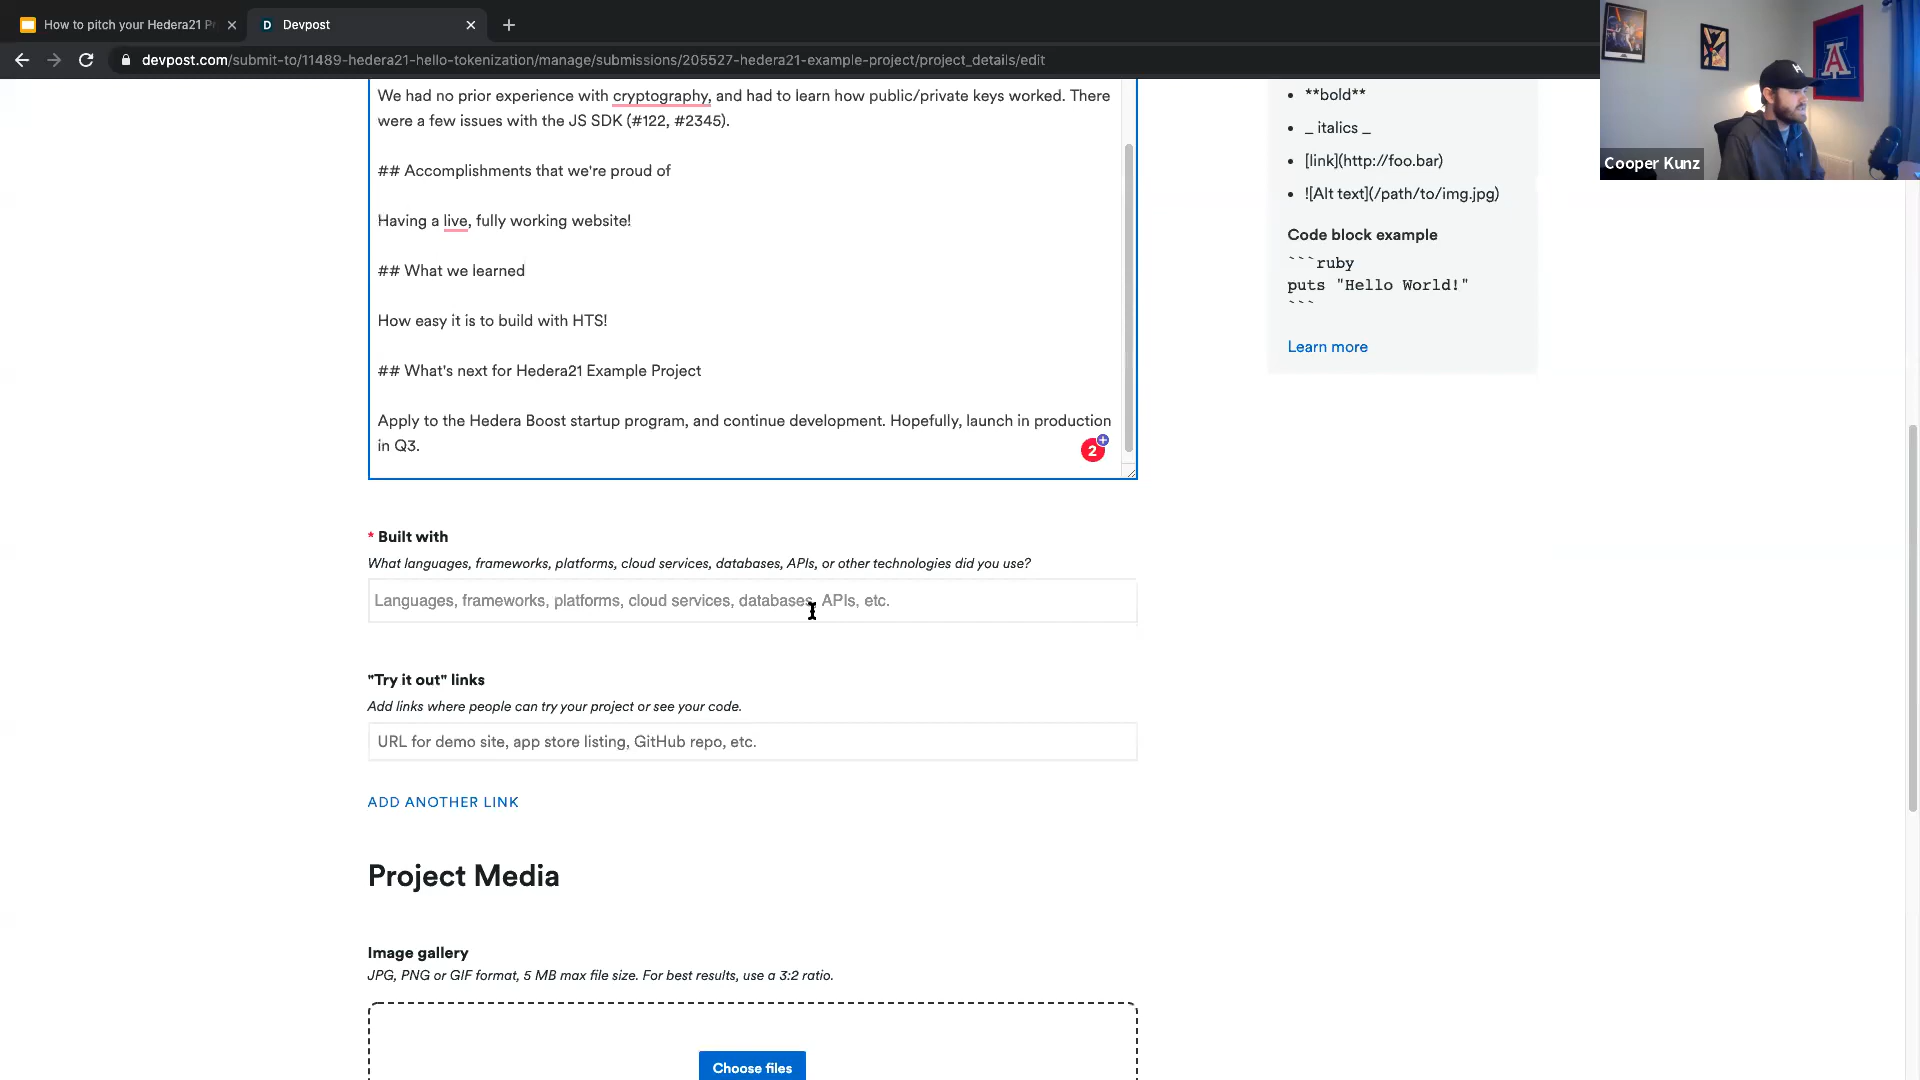 How to pitch your Hedera21 P
Devpost
devpost.com/submit-to/11489-hedera21-hello-tokenization/manage/submissions/205527-hedera21-example-project/project_details/edit
We had no prior experience with cryptography, and had to learn how public/private keys worked. There
were a few issues with the JS SDK (#122, #2345).
## Accomplishments that we're proud of
Having a live, fully working website!
## What we learned
How easy it is to build with HTS!
## What's next for Hedera21 Example Project
Apply to the Hedera Boost startup program, and continue development. Hopefully, launch in production
in Q3.
2
* Built with
What languages, frameworks, platforms, cloud services, databases, APIs, or other technologies did you use?
Languages, frameworks, platforms, cloud services, databases, APIs, etc.
"Try it out" links
Add links where people can try your project or see your code.
URL for demo site, app store listing, GitHub repo, etc.
ADD ANOTHER LINK
Project Media
Image gallery
JPG, PNG or GIF format, 5 MB max file size. For best results, use a 3:2 ratio.
Choose files
• **bold**
• _ italics _
• [link](http://foo.bar)
• ![Alt text](/path/to/img.jpg)
Code block example
```ruby
puts "Hello World!"
```
Learn more
Cooper Kunz
A
H